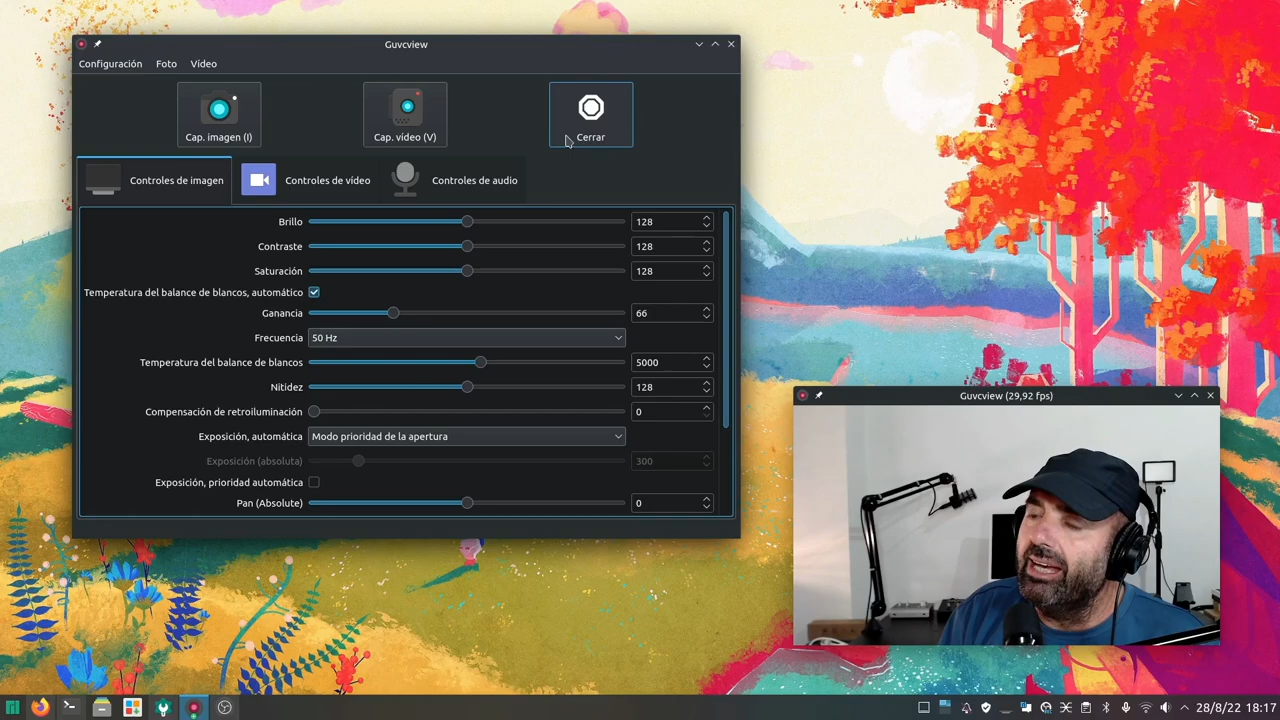 Guvcview
Configuración Foto Vídeo
Cap. imagen (I) Cap. vídeo (V) Cerrar
Controles de imagen Controles de vídeo Controles de audio
Brillo 128
Contraste 128
Saturación 128
Temperatura del balance de blancos, automático
Ganancia 66
Frecuencia 50 Hz
Temperatura del balance de blancos 5000
Nitidez 128
Compensación de retroiluminación 0
Exposición, automática Modo prioridad de la apertura
Exposición (absoluta) 300
Exposición, prioridad automática
Pan (Absolute) 0
Guvcview (29,92 fps)
28/8/22 18:17